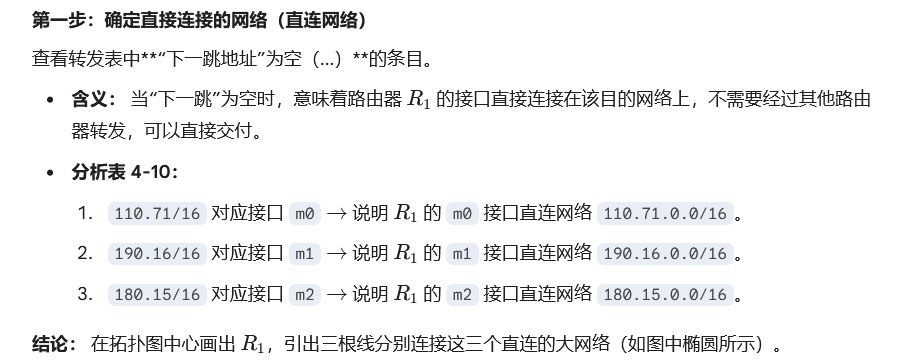 第一步：确定直接连接的网络（直连网络）
查看转发表中**“下一跳地址”为空（...）**的条目。
• 含义： 当“下一跳”为空时，意味着路由器 R₁ 的接口直接连接在该目的网络上，不需要经过其他路由
器转发，可以直接交付。
• 分析表 4-10：
1. 110.71/16 对应接口 m0 → 说明 R₁ 的 m0 接口直连网络 110.71.0.0/16 。
2. 190.16/16 对应接口 m1 → 说明 R₁ 的 m1 接口直连网络 190.16.0.0/16 。
3. 180.15/16 对应接口 m2 → 说明 R₁ 的 m2 接口直连网络 180.15.0.0/16 。
结论： 在拓扑图中心画出 R₁，引出三根线分别连接这三个直连的大网络（如图中椭圆所示）。